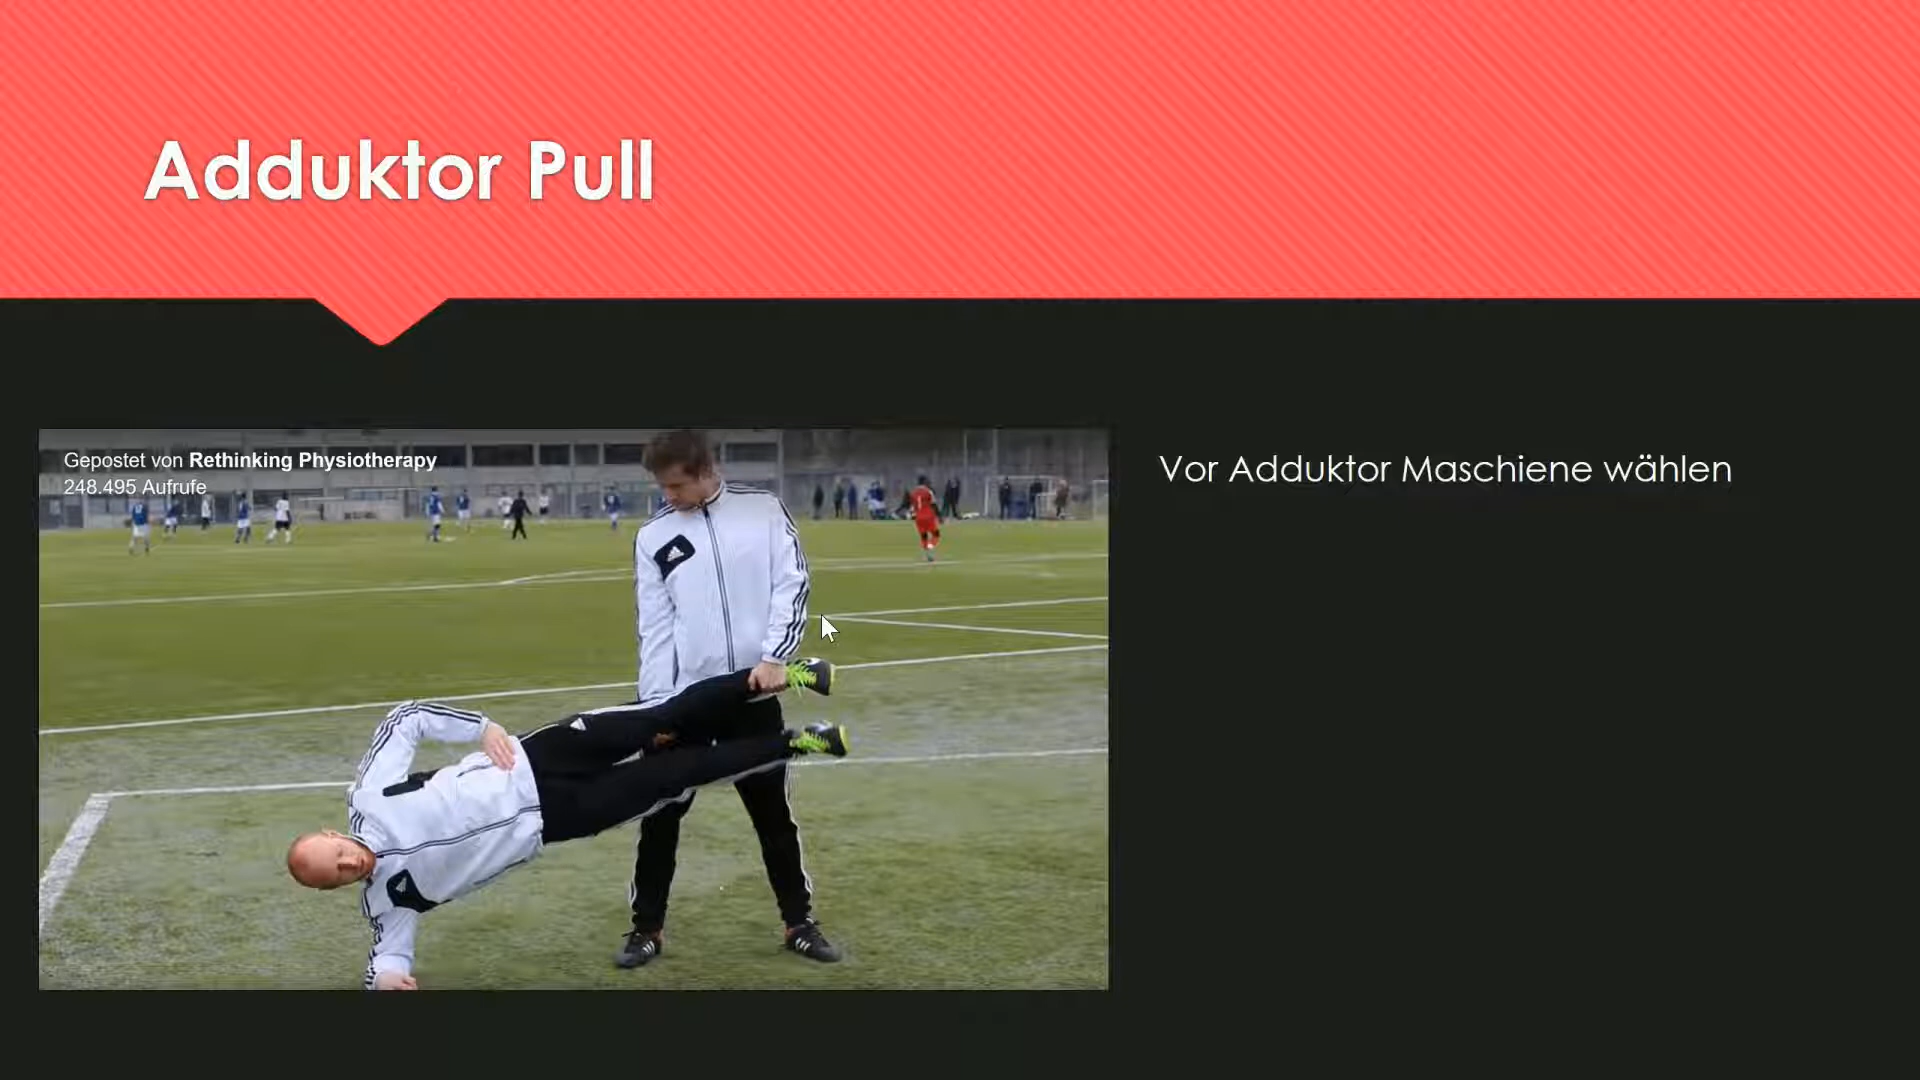 Adduktor Pull
Gepostet von Rethinking Physiotherapy
248.495 Aufrufe
Vor Adduktor Maschiene wählen